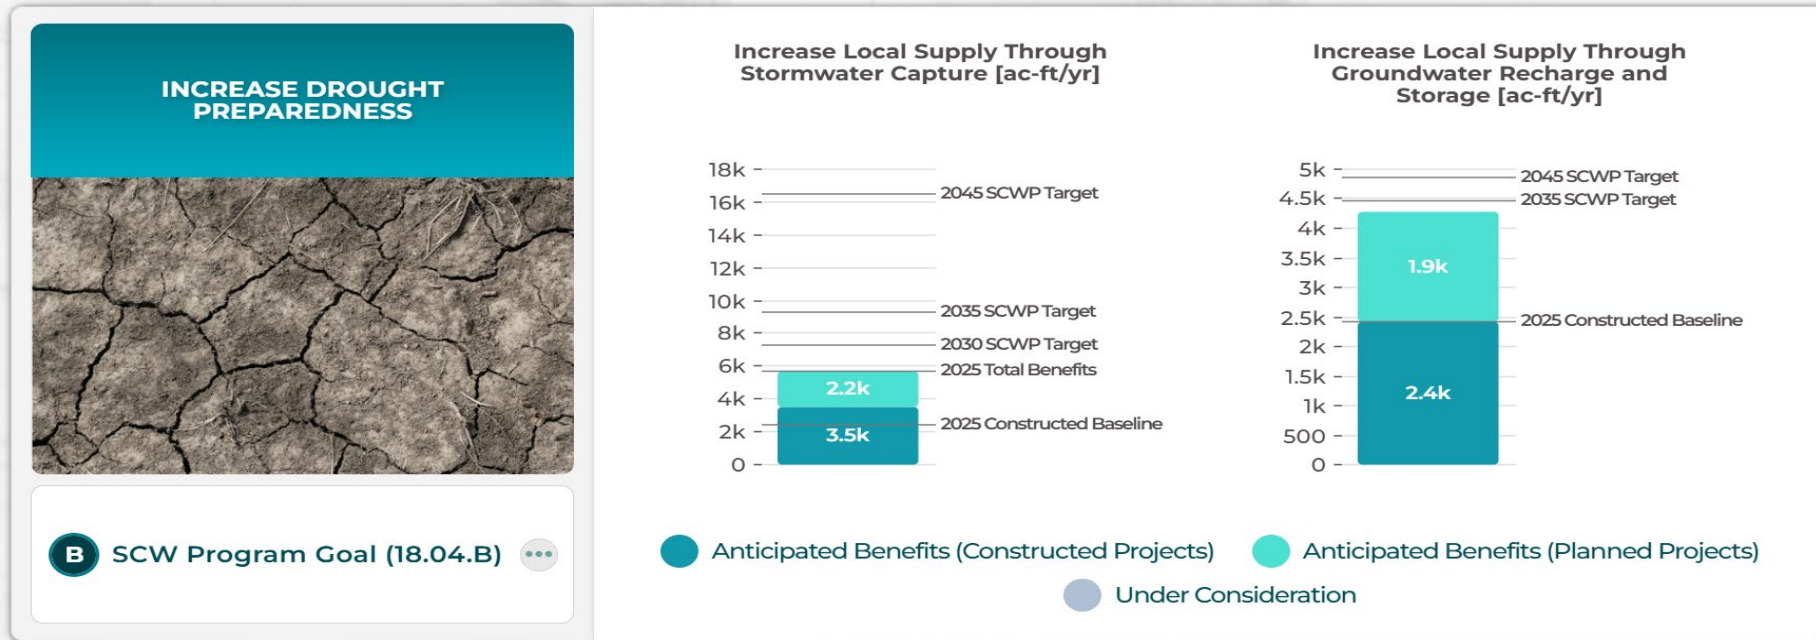 INCREASE DROUGHT
PREPAREDNESS
B SCW Program Goal (18.04.B)
Increase Local Supply Through
Stormwater Capture [ac-ft/yr]
18k
16k
14k
12k
10k
8k
6k
4k
2k
0
2045 SCWP Target
2035 SCWP Target
2030 SCWP Target
2025 Total Benefits
2025 Constructed Baseline
2.2k
3.5k
Increase Local Supply Through
Groundwater Recharge and
Storage [ac-ft/yr]
5k
4.5k
4k
3.5k
3k
2.5k
2k
1.5k
1k
500
0
2045 SCWP Target
2035 SCWP Target
2025 Constructed Baseline
1.9k
2.4k
Anticipated Benefits (Constructed Projects)
Anticipated Benefits (Planned Projects)
Under Consideration